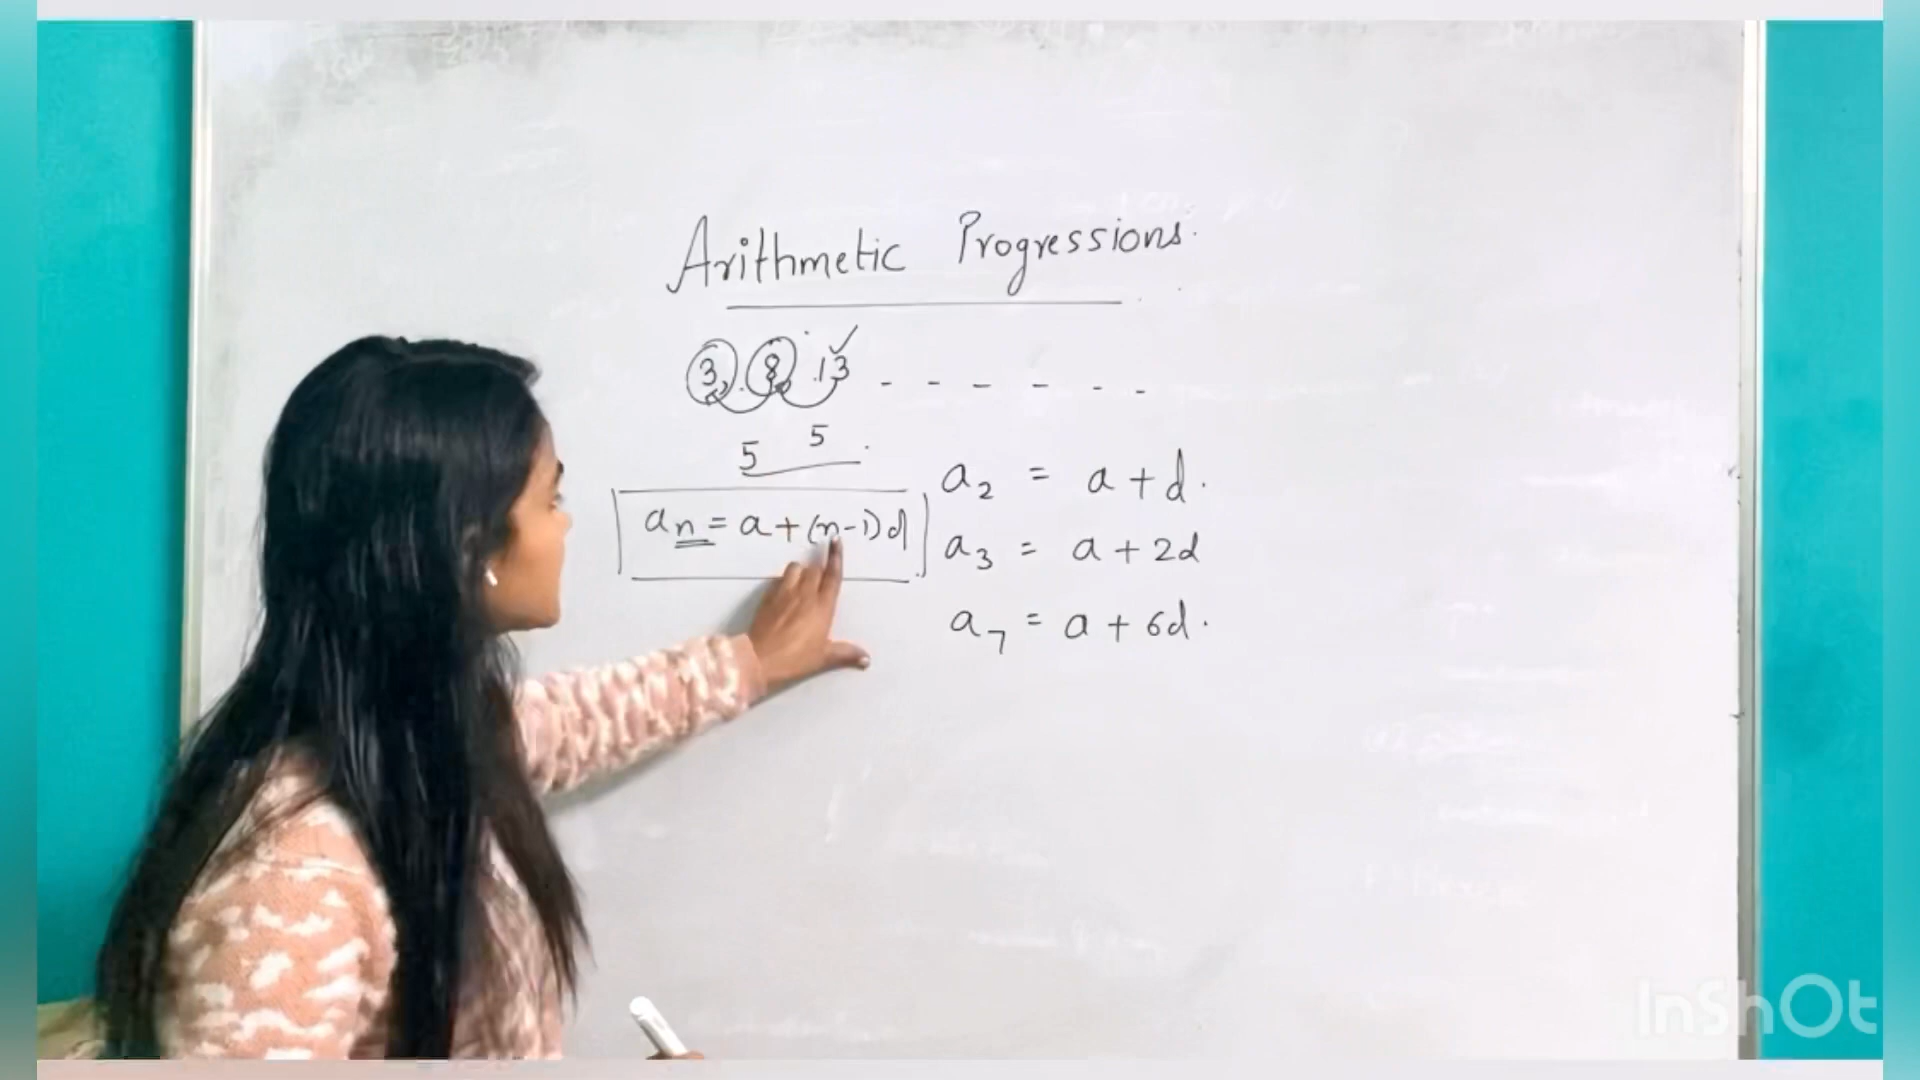 Arithmetic Progressions.
3, 8, 13 ✓ - - - - - -
5 5
aₙ = a + (n-1)d
a₂ = a + d.
a₃ = a + 2d
a₇ = a + 6d.
InShOt